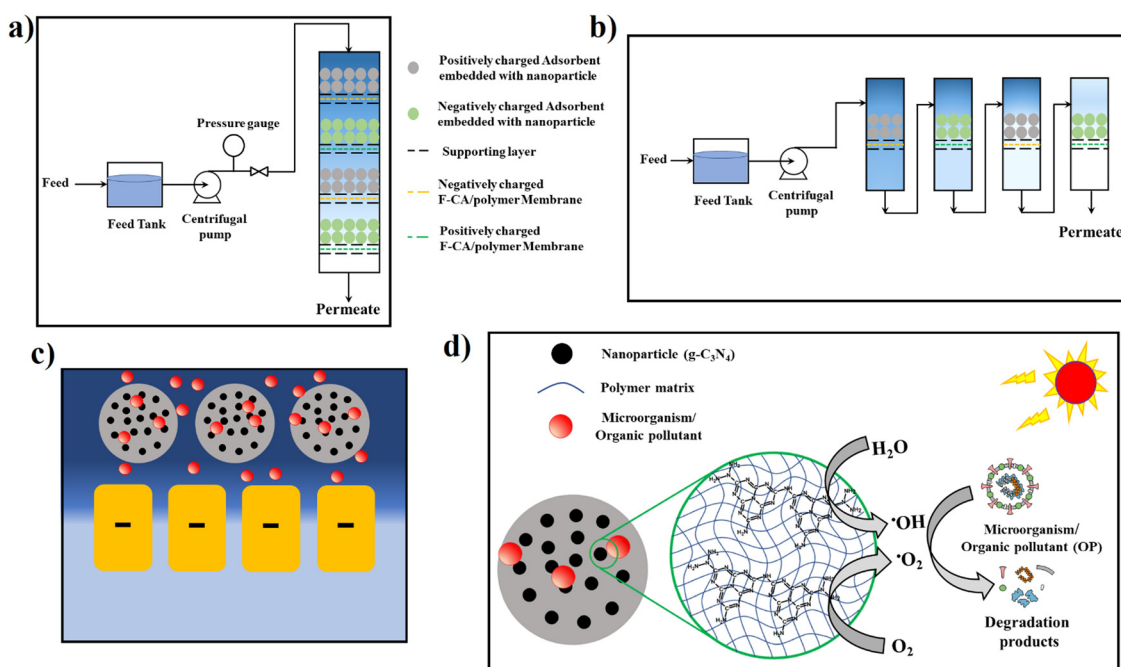 a)
Pressure gauge
Feed
Feed Tank
Centrifugal
pump
Permeate
Positively charged Adsorbent
embedded with nanoparticle
Negatively charged Adsorbent
embedded with nanoparticle
Supporting layer
Negatively charged
F-CA/polymer Membrane
Positively charged
F-CA/polymer Membrane
b)
Feed
Feed Tank
Centrifugal
pump
Permeate
c)
-
-
-
-
d)
Nanoparticle (g-C₃N₄)
Polymer matrix
Microorganism/
Organic pollutant
H₂O
·OH
·O₂
O₂
Microorganism/
Organic pollutant (OP)
Degradation
products